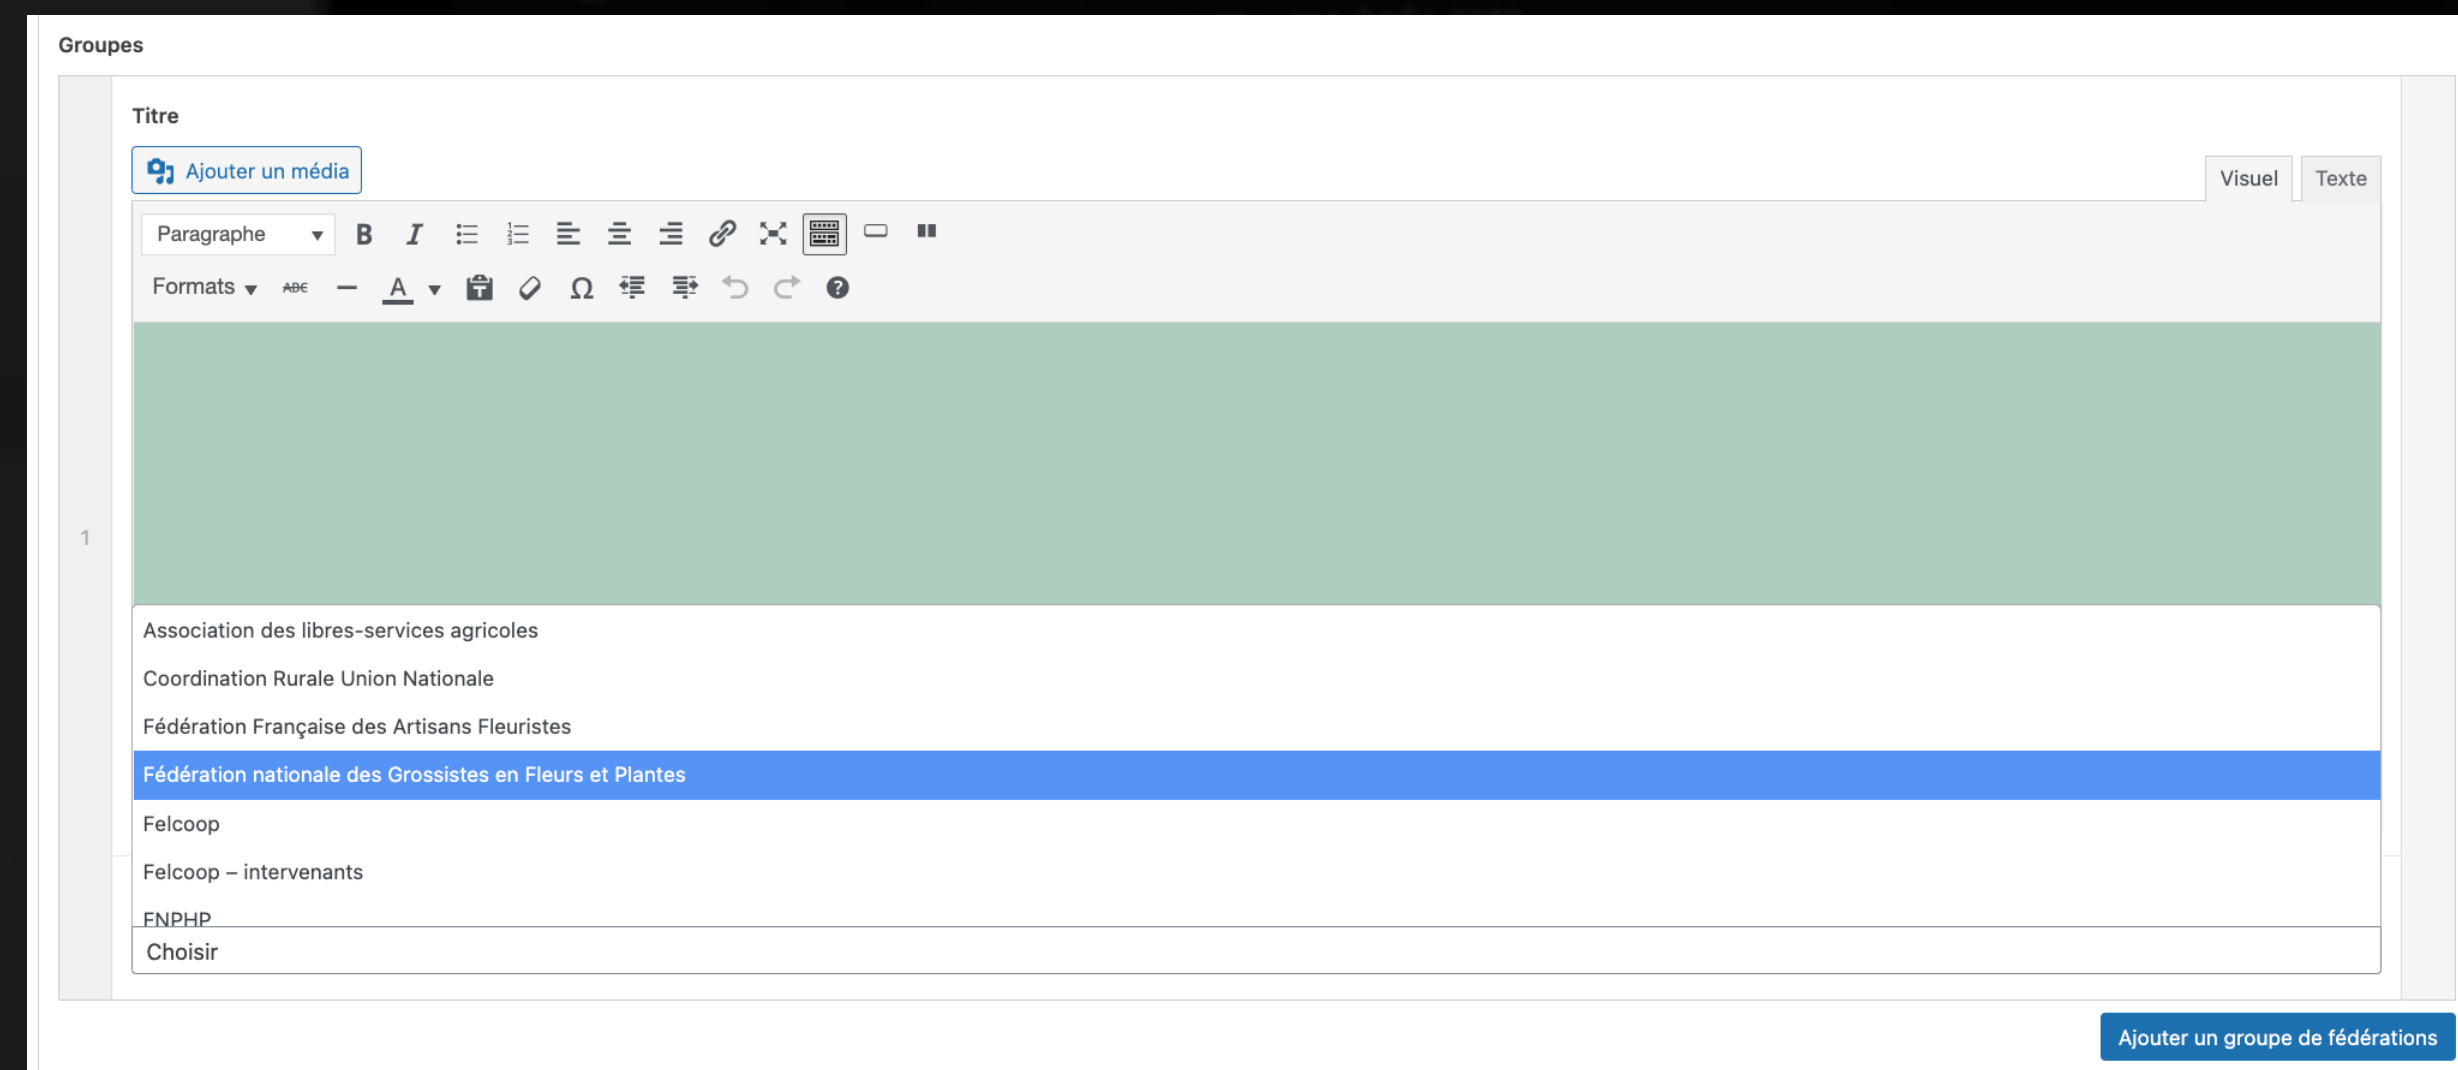 Groupes
Titre
Ajouter un média
Visuel Texte
Paragraphe
Formats ABC A
1
Association des libres-services agricoles
Coordination Rurale Union Nationale
Fédération Française des Artisans Fleuristes
Fédération nationale des Grossistes en Fleurs et Plantes
Felcoop
Felcoop – intervenants
FNPHP
Choisir
Ajouter un groupe de fédérations